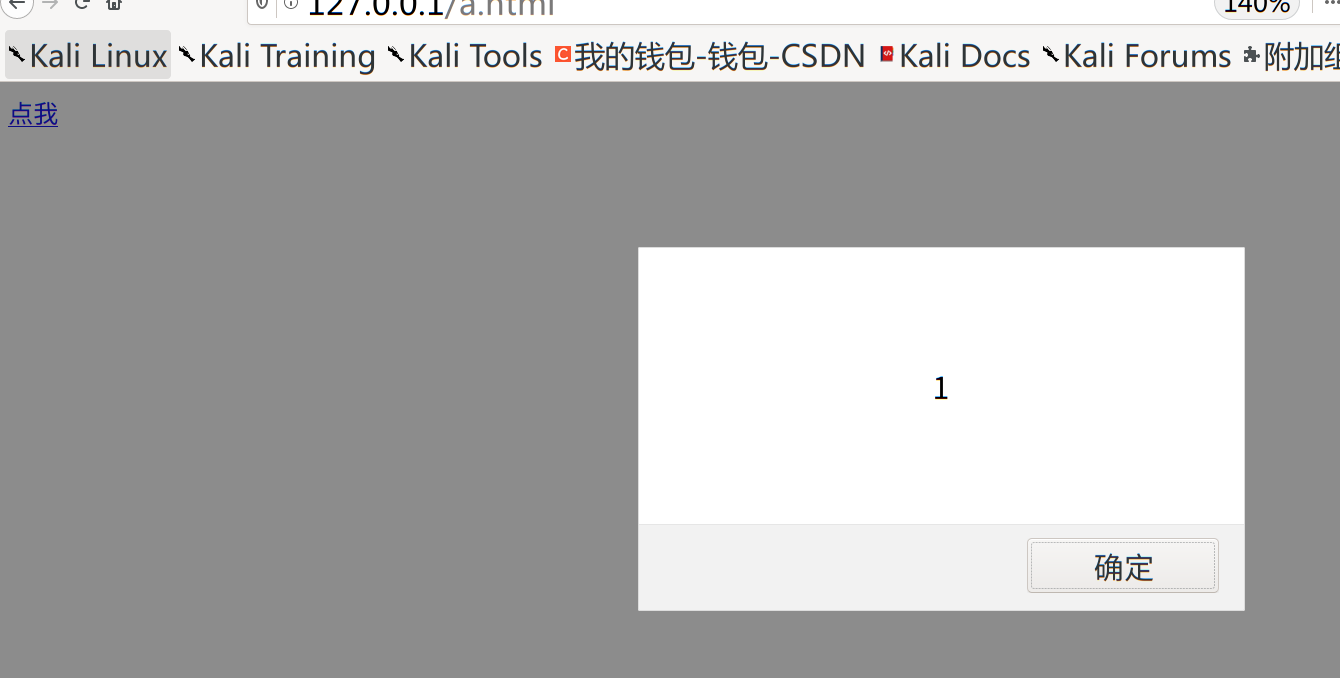 127.0.0.1/a.html 140%
Kali Linux Kali Training Kali Tools 我的钱包-钱包-CSDN Kali Docs Kali Forums 附加组
点我
1
确定